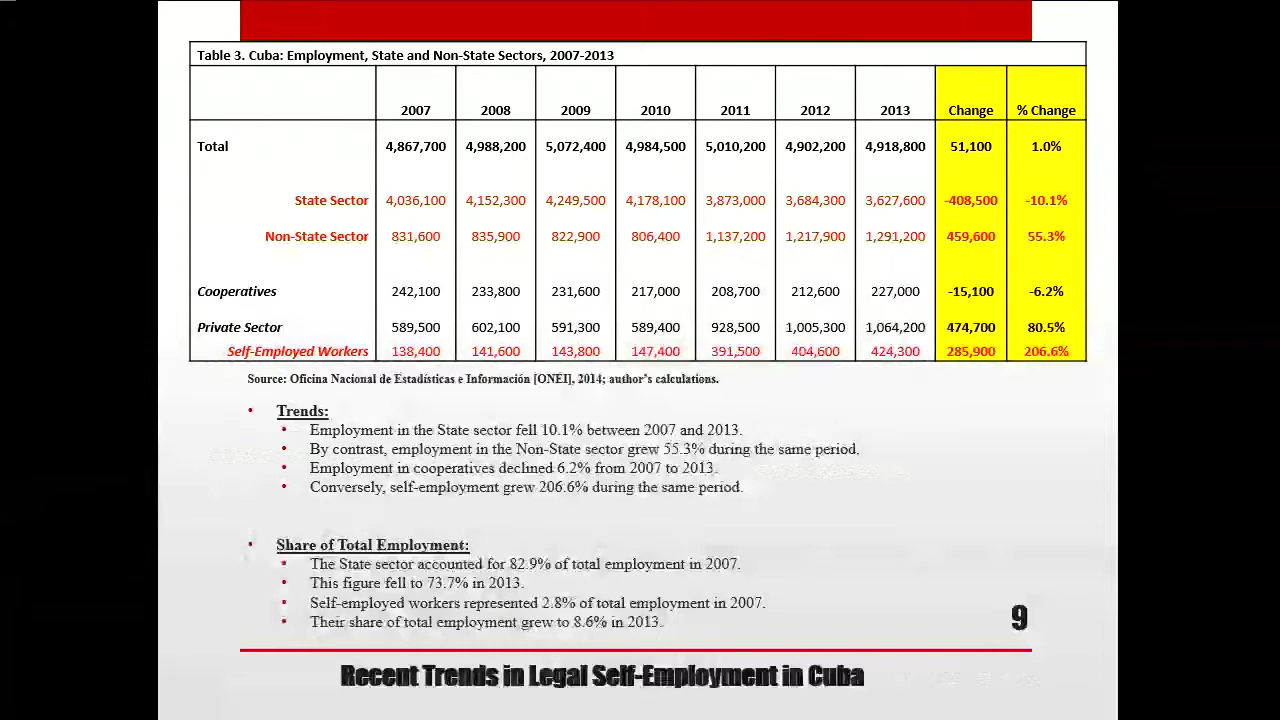 Table 3. Cuba: Employment, State and Non-State Sectors, 2007-2013
2007 2008 2009 2010 2011 2012 2013 Change % Change
Total 4,867,700 4,988,200 5,072,400 4,984,500 5,010,200 4,902,200 4,918,800 51,100 1.0%
State Sector 4,036,100 4,152,300 4,249,500 4,178,100 3,873,000 3,684,300 3,627,600 -408,500 -10.1%
Non-State Sector 831,600 835,900 822,900 806,400 1,137,200 1,217,900 1,291,200 459,600 55.3%
Cooperatives 242,100 233,800 231,600 217,000 208,700 212,600 227,000 -15,100 -6.2%
Private Sector 589,500 602,100 591,300 589,400 928,500 1,005,300 1,064,200 474,700 80.5%
Self-Employed Workers 138,400 141,600 143,800 147,400 391,500 404,600 424,300 285,900 206.6%
Source: Oficina Nacional de Estadísticas e Información [ONEI], 2014; author's calculations.
• Trends:
• Employment in the State sector fell 10.1% between 2007 and 2013.
• By contrast, employment in the Non-State sector grew 55.3% during the same period.
• Employment in cooperatives declined 6.2% from 2007 to 2013.
• Conversely, self-employment grew 206.6% during the same period.
• Share of Total Employment:
• The State sector accounted for 82.9% of total employment in 2007.
• This figure fell to 73.7% in 2013.
• Self-employed workers represented 2.8% of total employment in 2007.
• Their share of total employment grew to 8.6% in 2013.
9
Recent Trends in Legal Self-Employment in Cuba